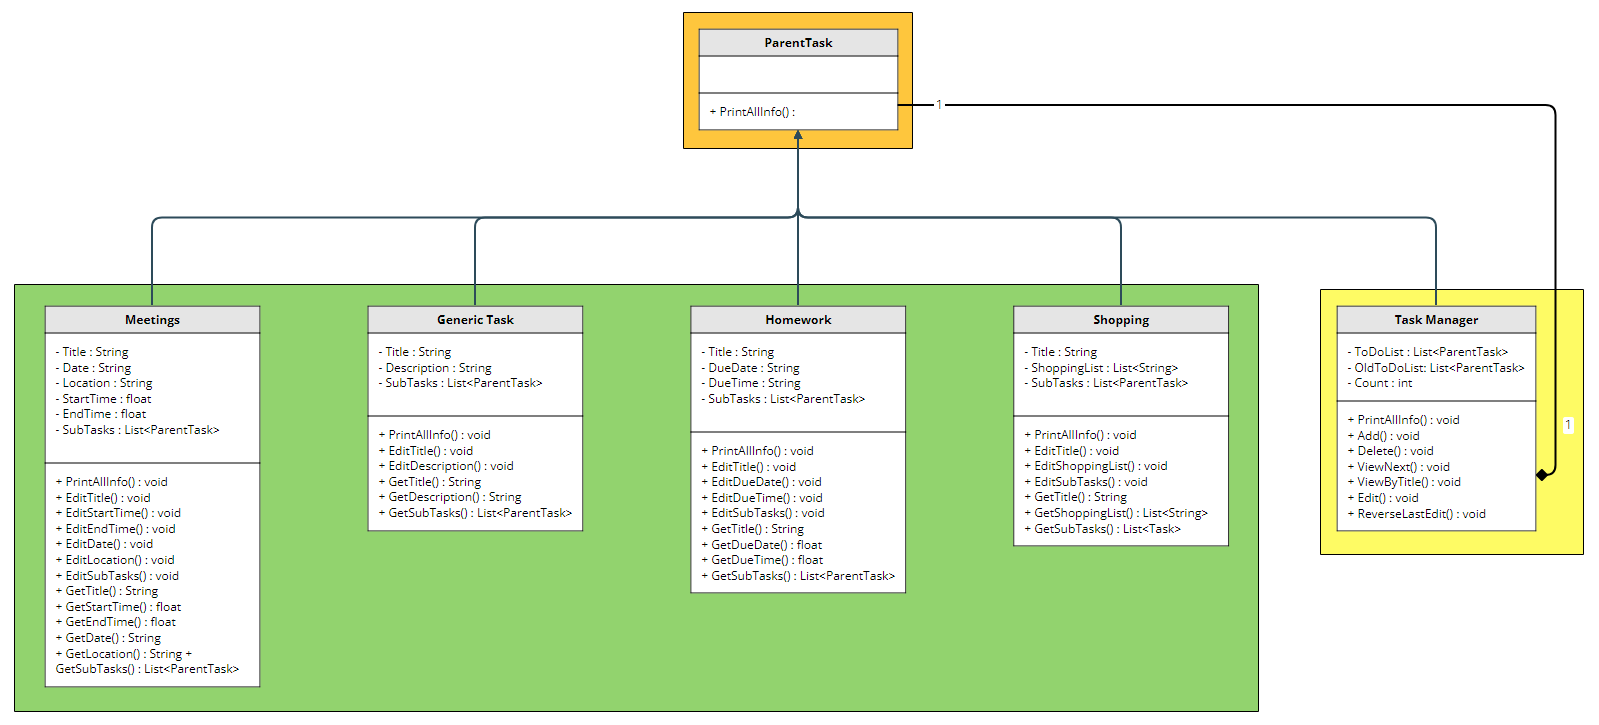 ParentTask
+ PrintAllInfo() :
1
Meetings
- Title : String
- Date : String
- Location : String
- StartTime : float
- EndTime : float
- SubTasks : List<ParentTask>
+ PrintAllInfo() : void
+ EditTitle() : void
+ EditStartTime() : void
+ EditEndTime() : void
+ EditDate() : void
+ EditLocation() : void
+ EditSubTasks() : void
+ GetTitle() : String
+ GetStartTime() : float
+ GetEndTime() : float
+ GetDate() : String
+ GetLocation() : String +
GetSubTasks() : List<ParentTask>
Generic Task
- Title : String
- Description : String
- SubTasks : List<ParentTask>
+ PrintAllInfo() : void
+ EditTitle() : void
+ EditDescription() : void
+ GetTitle() : String
+ GetDescription() : String
+ GetSubTasks() : List<ParentTask>
Homework
- Title : String
- DueDate : String
- DueTime : String
- SubTasks : List<ParentTask>
+ PrintAllInfo() : void
+ EditTitle() : void
+ EditDueDate() : void
+ EditDueTime() : void
+ EditSubTasks() : void
+ GetTitle() : String
+ GetDueDate() : float
+ GetDueTime() : float
+ GetSubTasks() : List<ParentTask>
Shopping
- Title : String
- ShoppingList : List<String>
- SubTasks : List<ParentTask>
+ PrintAllInfo() : void
+ EditTitle() : void
+ EditShoppingList() : void
+ EditSubTasks() : void
+ GetTitle() : String
+ GetShoppingList() : List<String>
+ GetSubTasks() : List<Task>
Task Manager
- ToDoList : List<ParentTask>
- OldToDoList: List<ParentTask>
- Count : int
+ PrintAllInfo() : void
+ Add() : void
+ Delete() : void
+ ViewNext() : void
+ ViewByTitle() : void
+ Edit() : void
+ ReverseLastEdit() : void
1